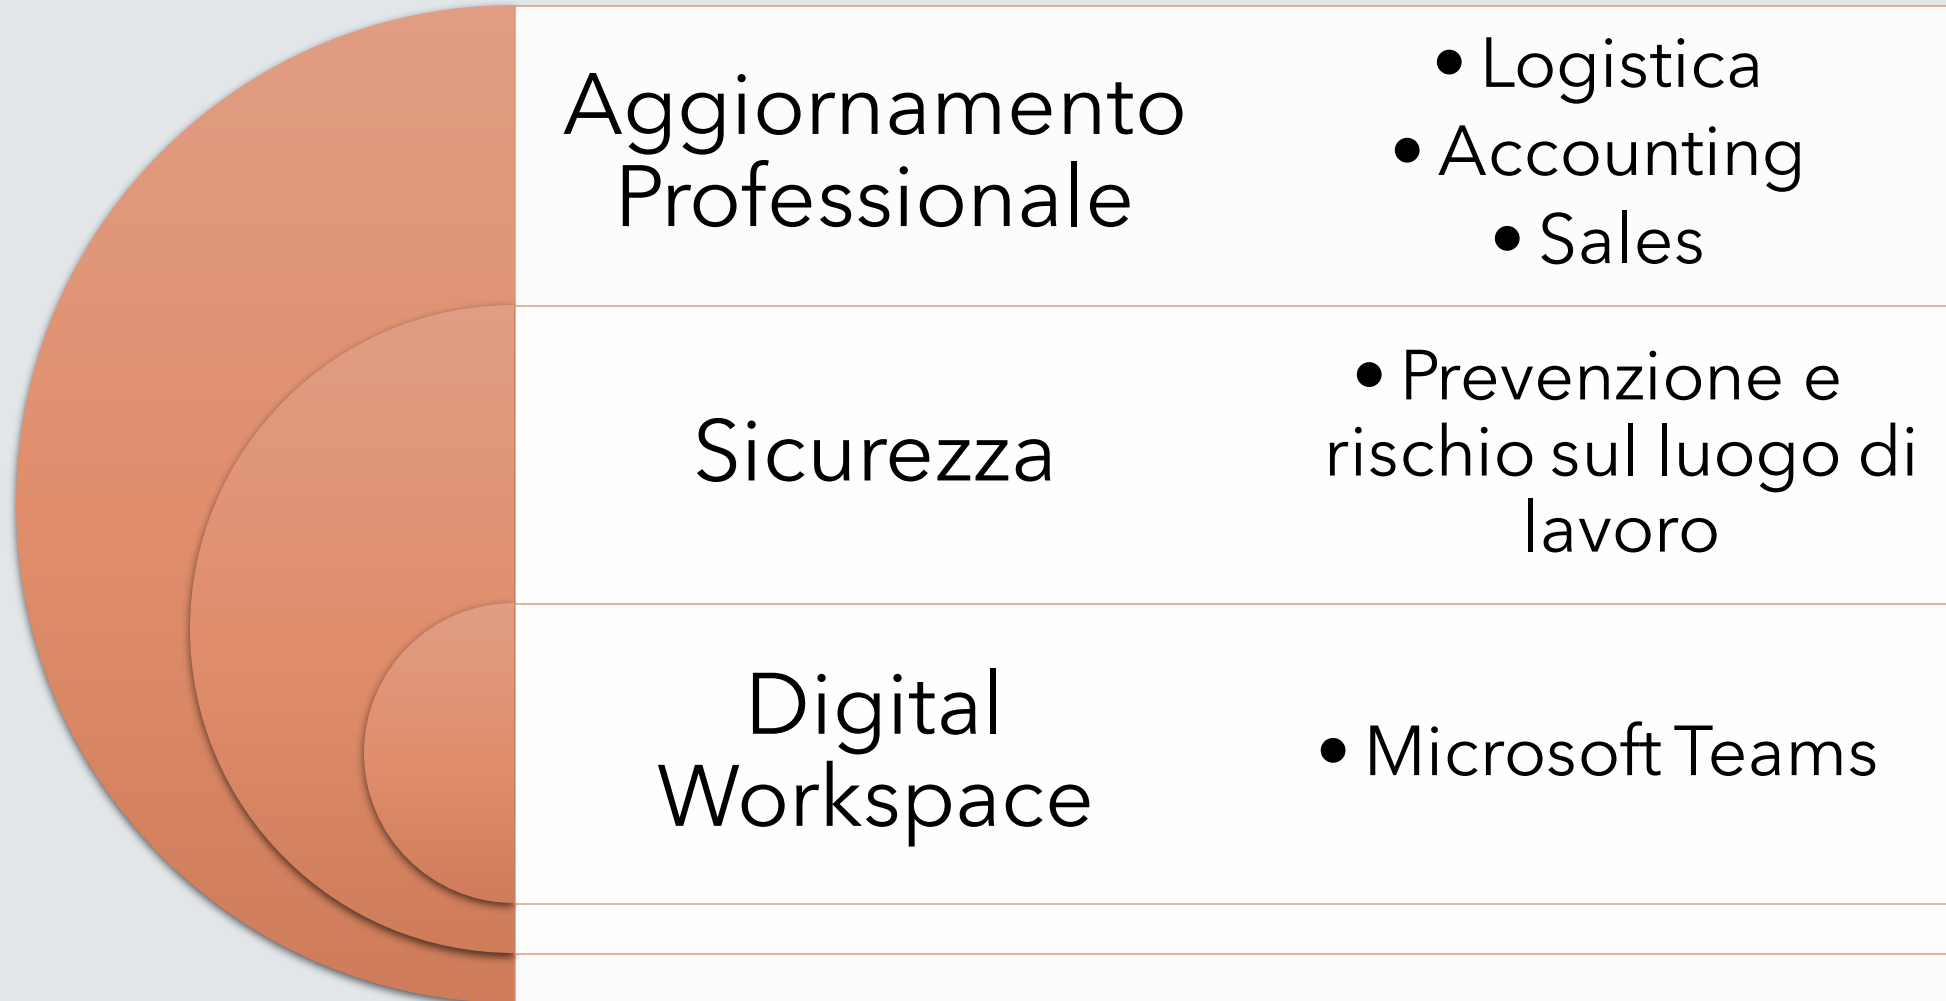 Aggiornamento
Professionale
• Logistica
• Accounting
• Sales
Sicurezza
• Prevenzione e
rischio sul luogo di
lavoro
Digital
Workspace
• Microsoft Teams